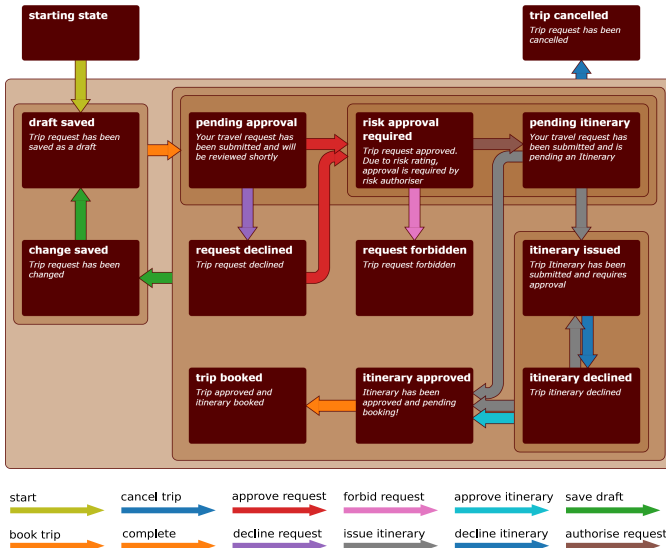 starting state
trip cancelled
Trip request has been
cancelled
draft saved
Trip request has been
saved as a draft
pending approval
Your travel request has
been submitted and will
be reviewed shortly
risk approval
required
Trip request approved.
Due to risk rating,
approval is required by
risk authoriser
pending itinerary
Your travel request has
been submitted and is
pending an Itinerary
change saved
Trip request has been
changed
request declined
Trip request declined
request forbidden
Trip request forbidden
itinerary issued
Trip Itinerary has been
submitted and requires
approval
trip booked
Trip approved and
itinerary booked
itinerary approved
Itinerary has been
approved and pending
booking!
itinerary declined
Trip itinerary declined
start
cancel trip
approve request
forbid request
approve itinerary
save draft
book trip
complete
decline request
issue itinerary
decline itinerary
authorise request